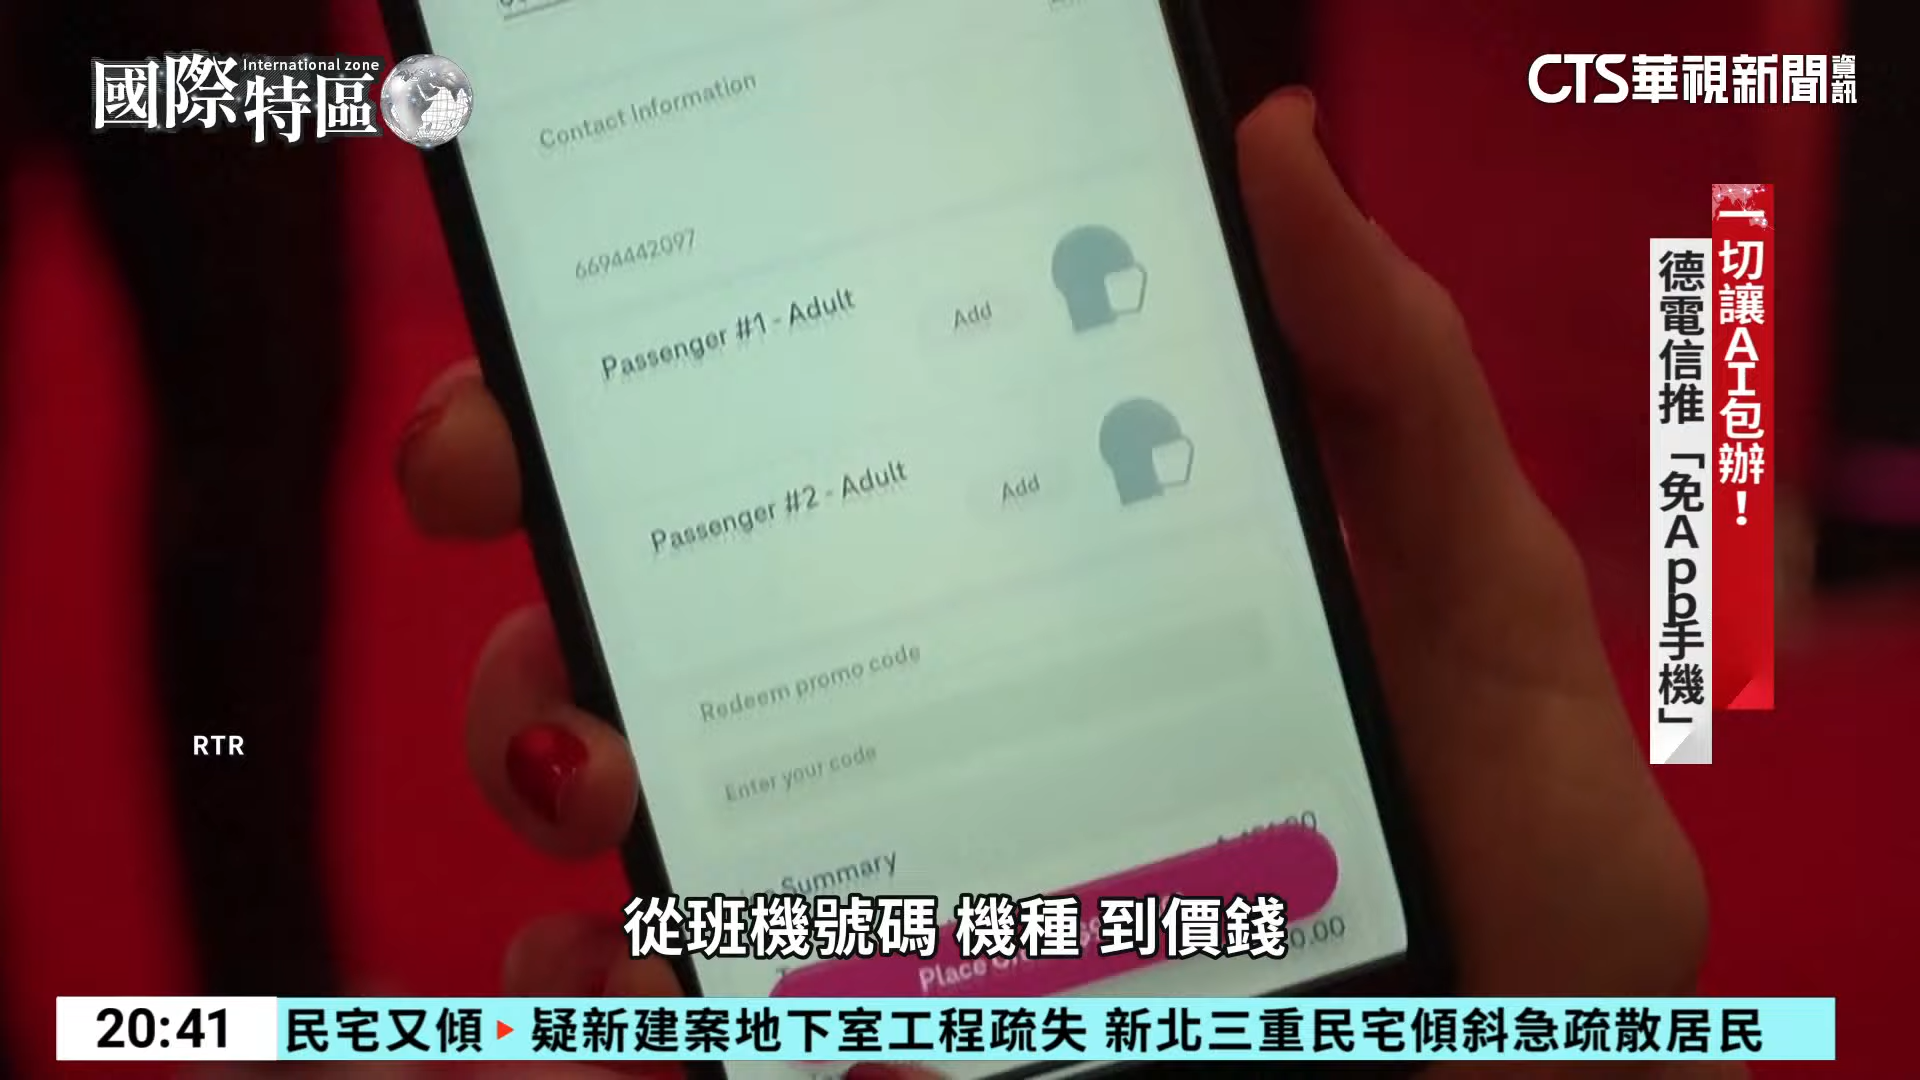 國際特區
International zone
CTS華視新聞資訊
一切讓AI包辦！
德電信推「免App手機」
Contact Information
6694442097
Passenger #1 - Adult
Add
Passenger #2 - Adult
Add
Redeem promo code
Enter your code
Summary
Place
0.00
RTR
從班機號碼 機種 到價錢
20:41
民宅又傾▶疑新建案地下室工程疏失 新北三重民宅傾斜急疏散居民